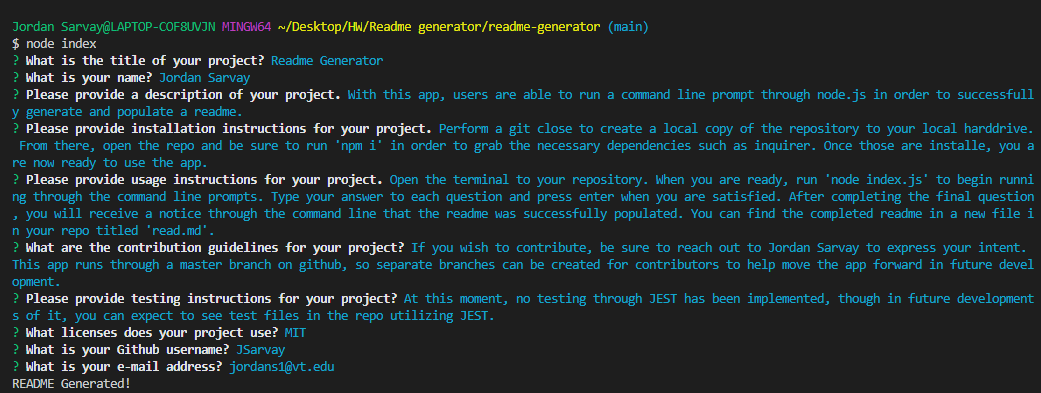 Jordan Sarvay@LAPTOP-COF8UVJN MINGW64 ~/Desktop/HW/Readme generator/readme-generator (main)
$ node index
? What is the title of your project? Readme Generator
? What is your name? Jordan Sarvay
? Please provide a description of your project. With this app, users are able to run a command line prompt through node.js in order to successfull
y generate and populate a readme.
? Please provide installation instructions for your project. Perform a git close to create a local copy of the repository to your local harddrive.
 From there, open the repo and be sure to run 'npm i' in order to grab the necessary dependencies such as inquirer. Once those are installe, you a
re now ready to use the app.
? Please provide usage instructions for your project. Open the terminal to your repository. When you are ready, run 'node index.js' to begin runni
ng through the command line prompts. Type your answer to each question and press enter when you are satisfied. After completing the final question
, you will receive a notice through the command line that the readme was successfully populated. You can find the completed readme in a new file i
n your repo titled 'read.md'.
? What are the contribution guidelines for your project? If you wish to contribute, be sure to reach out to Jordan Sarvay to express your intent.
This app runs through a master branch on github, so separate branches can be created for contributors to help move the app forward in future devel
opment.
? Please provide testing instructions for your project? At this moment, no testing through JEST has been implemented, though in future development
s of it, you can expect to see test files in the repo utilizing JEST.
? What licenses does your project use? MIT
? What is your Github username? JSarvay
? What is your e-mail address? jordans1@vt.edu
README Generated!